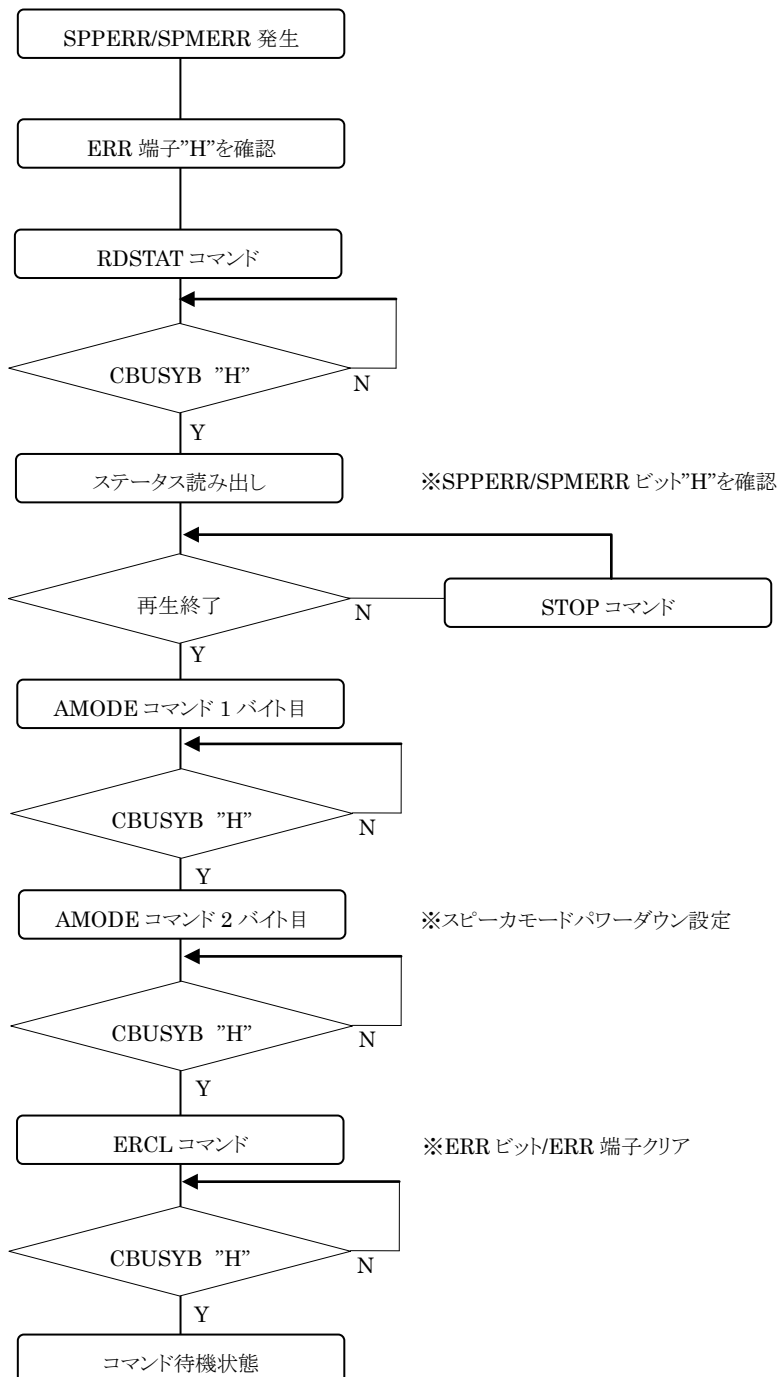 SPPERR/SPMERR 発生
ERR 端子”H”を確認
RDSTAT コマンド
CBUSYB ”H”
N
Y
ステータス読み出し
※SPPERR/SPMERR ビット”H”を確認
再生終了
N
STOP コマンド
Y
AMODE コマンド 1 バイト目
CBUSYB ”H”
N
Y
AMODE コマンド 2 バイト目
※スピーカモードパワーダウン設定
CBUSYB ”H”
N
Y
ERCL コマンド
※ERR ビット/ERR 端子クリア
CBUSYB ”H”
N
Y
コマンド待機状態